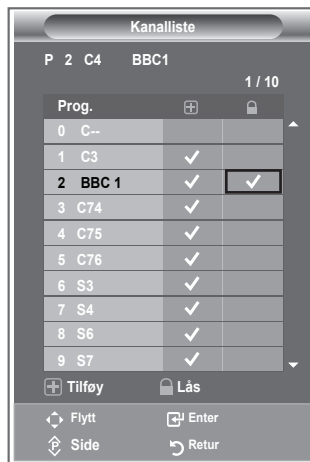 Kanalliste
P 2 C4 BBC1
1 / 10
Prog.
0 C--
1 C3
2 BBC 1
3 C74
4 C75
5 C76
6 S3
7 S4
8 S6
9 S7
Tilføy Lås
Flytt Enter
P Side Retur